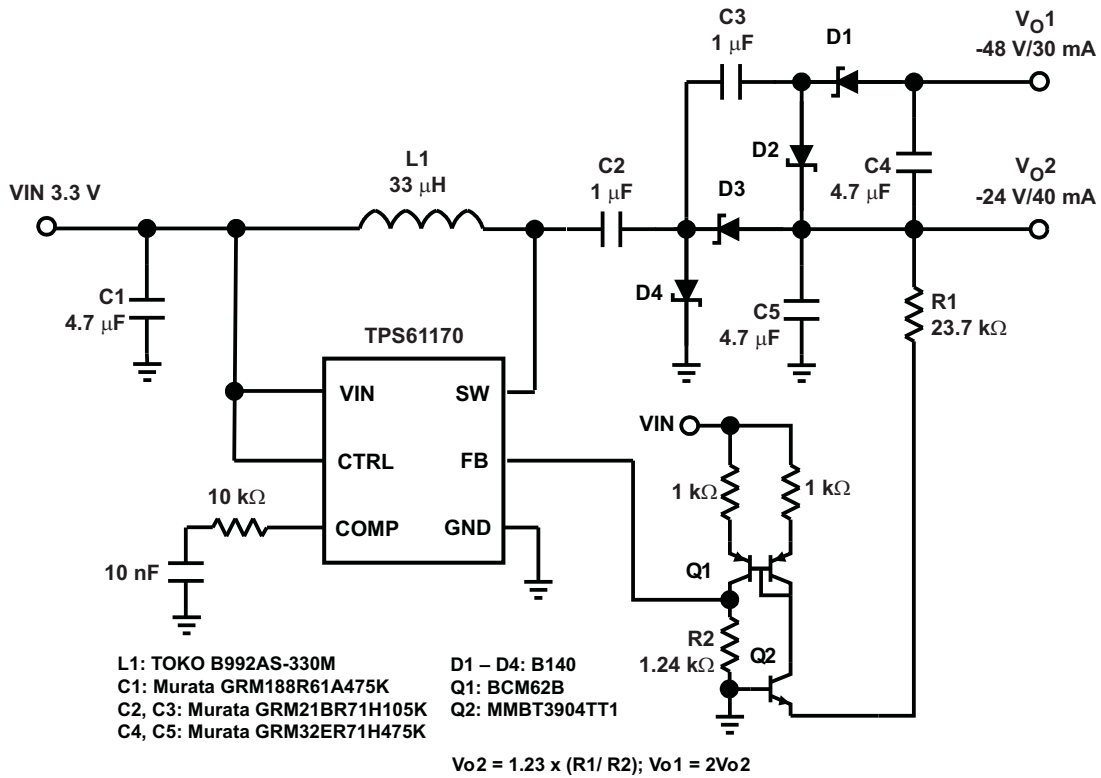 C3
1 μF
D1
VO1
-48 V/30 mA
L1
33 μH
C2
1 μF
D2
C4
4.7 μF
VO2
-24 V/40 mA
VIN 3.3 V
D3
C1
4.7 μF
D4
C5
4.7 μF
R1
23.7 kΩ
TPS61170
VIN
SW
CTRL
FB
COMP
GND
10 kΩ
10 nF
VIN
1 kΩ
1 kΩ
Q1
R2
1.24 kΩ
Q2
L1: TOKO B992AS-330M
C1: Murata GRM188R61A475K
C2, C3: Murata GRM21BR71H105K
C4, C5: Murata GRM32ER71H475K
D1 – D4: B140
Q1: BCM62B
Q2: MMBT3904TT1
Vo2 = 1.23 x (R1/ R2); Vo1 = 2Vo2